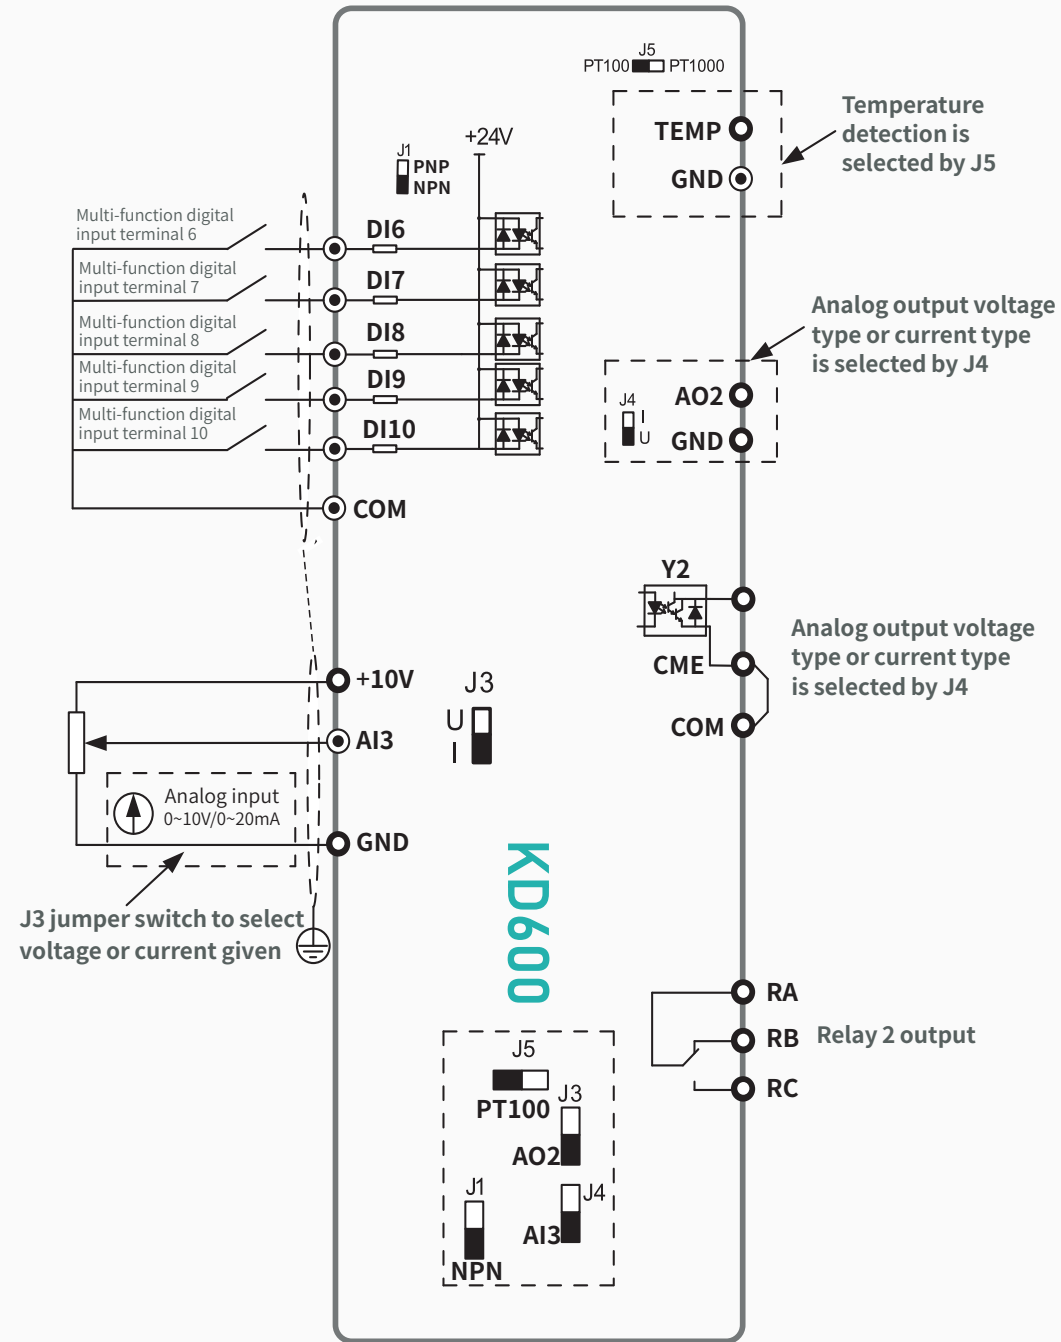 J5
PT100 PT1000
Temperature
detection is
selected by J5
TEMP
GND
+24V
J1
PNP
NPN
Multi-function digital
input terminal 6
DI6
Multi-function digital
input terminal 7
DI7
Multi-function digital
input terminal 8
DI8
Multi-function digital
input terminal 9
DI9
Multi-function digital
input terminal 10
DI10
COM
Analog output voltage
type or current type
is selected by J4
J4
I
U
AO2
GND
Y2
CME
COM
Analog output voltage
type or current type
is selected by J4
+10V
J3
U
I
AI3
Analog input
0~10V/0~20mA
GND
J3 jumper switch to select
voltage or current given
KD600
RA
RB Relay 2 output
RC
J5
PT100
J3
AO2
J1
J4
AI3
NPN